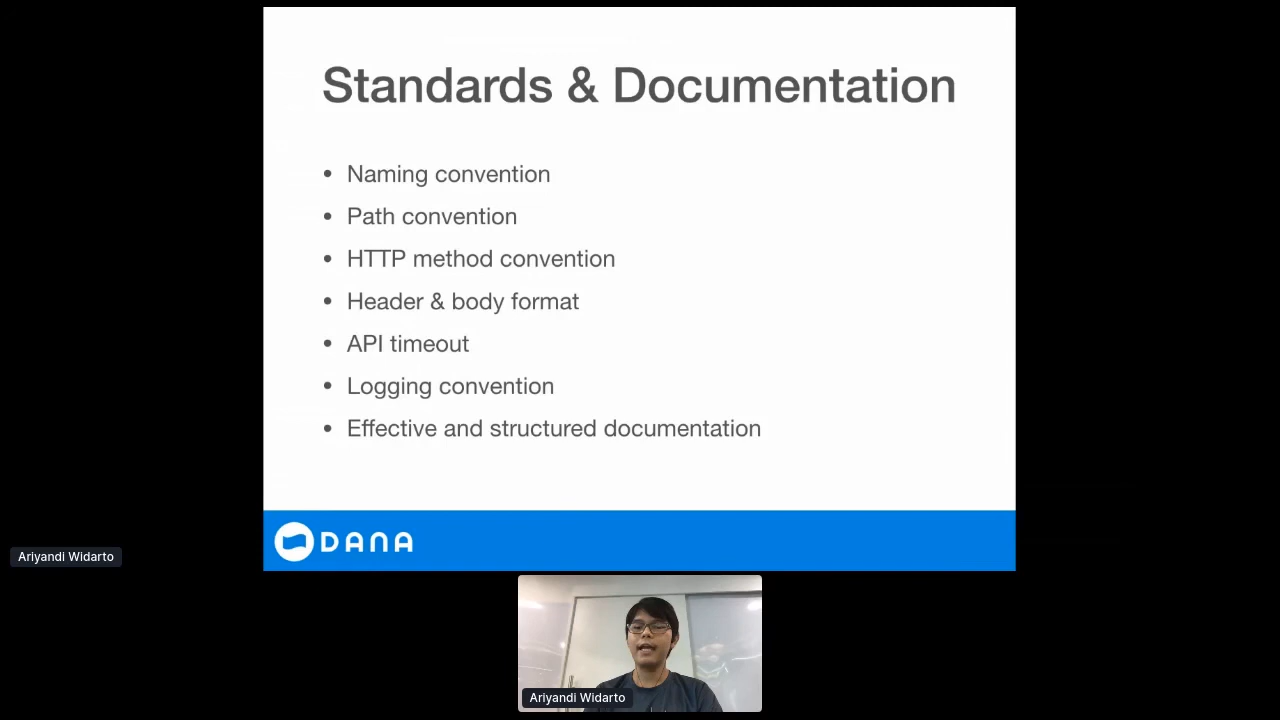 Standards & Documentation
• Naming convention
• Path convention
• HTTP method convention
• Header & body format
• API timeout
• Logging convention
• Effective and structured documentation
DANA
Ariyandi Widarto
Ariyandi Widarto